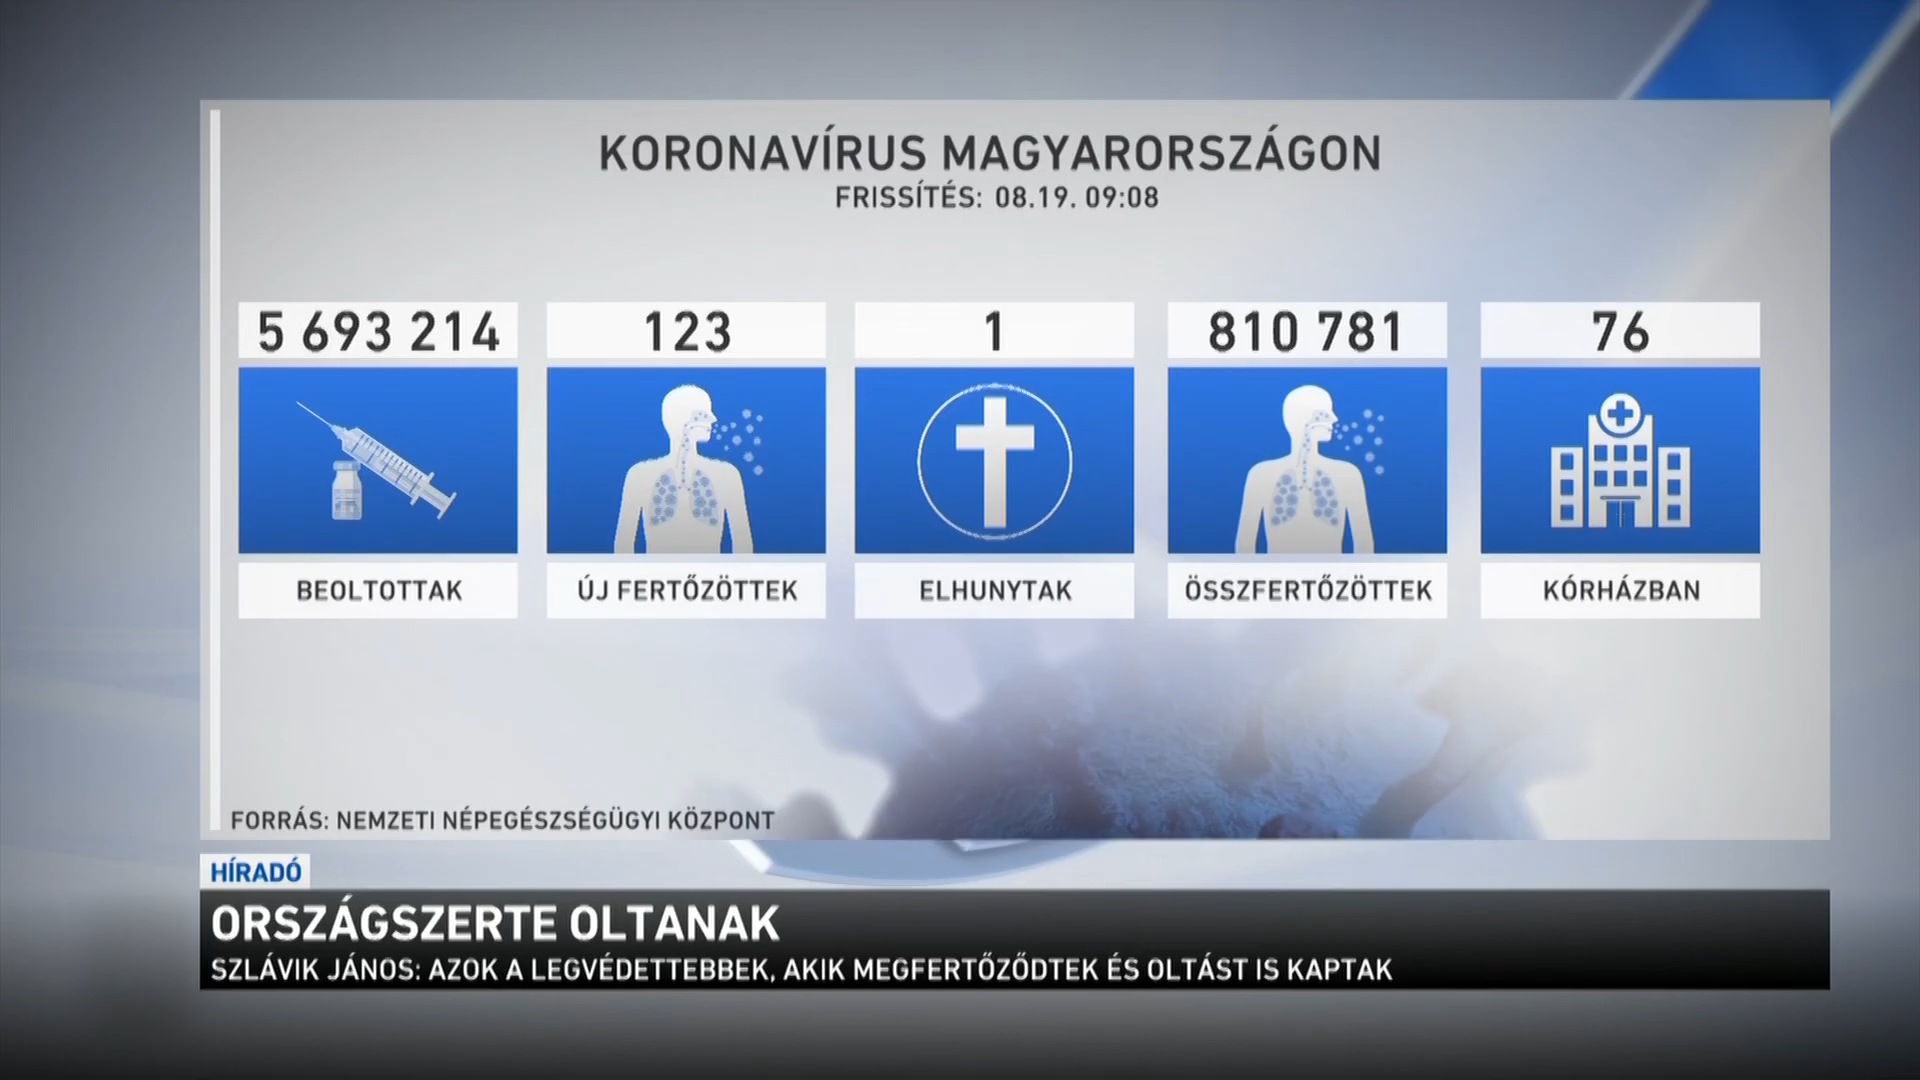 KORONAVÍRUS MAGYARORSZÁGON
FRISSÍTÉS: 08.19. 09:08
5 693 214
123
1
810 781
76
BEOLTOTTAK
ÚJ FERTŐZÖTTEK
ELHUNYTAK
ÖSSZFERTŐZÖTTEK
KÓRHÁZBAN
FORRÁS: NEMZETI NÉPEGÉSZSÉGÜGYI KÖZPONT
HÍRADÓ
ORSZÁGSZERTE OLTANAK
SZLÁVIK JÁNOS: AZOK A LEGVÉDETTEBBEK, AKIK MEGFERTŐZŐDTEK ÉS OLTÁST IS KAPTAK